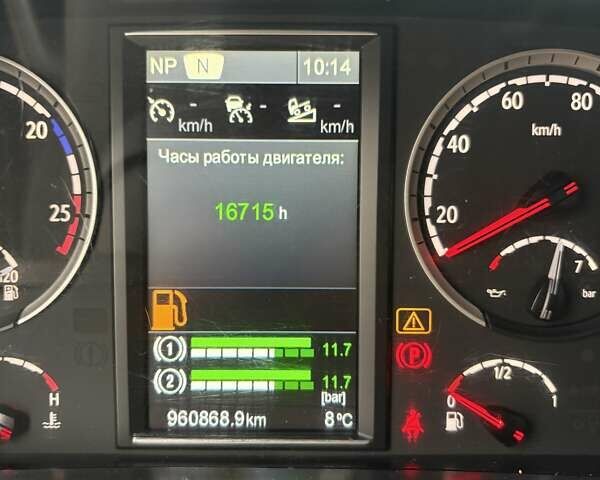 NP N 10:14
- - -
km/h km/h
Часы работы двигателя:
16715 h
(1) 11.7
(2) 11.7
[bar]
960868.9km 8°C
20
25
H
60 80
km/h
40
20
7
bar
P
1/2
0 1